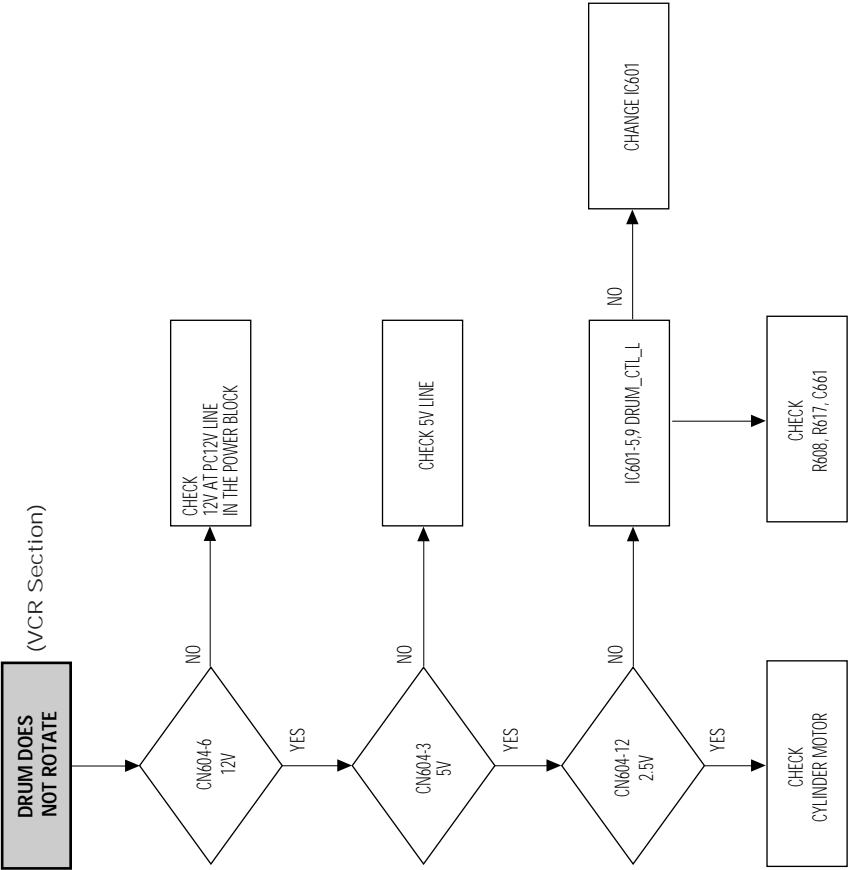 DRUM DOES
NOT ROTATE
(VCR Section)
CN604-6
12V
NO
CHECK
12V AT PC12V LINE
IN THE POWER BLOCK
YES
CN604-3
5V
NO
CHECK 5V LINE
YES
CN604-12
2.5V
NO
IC601-5,9 DRUM_CTL_L
NO
CHANGE IC601
YES
CHECK
CYLINDER MOTOR
CHECK
R608, R617, C661